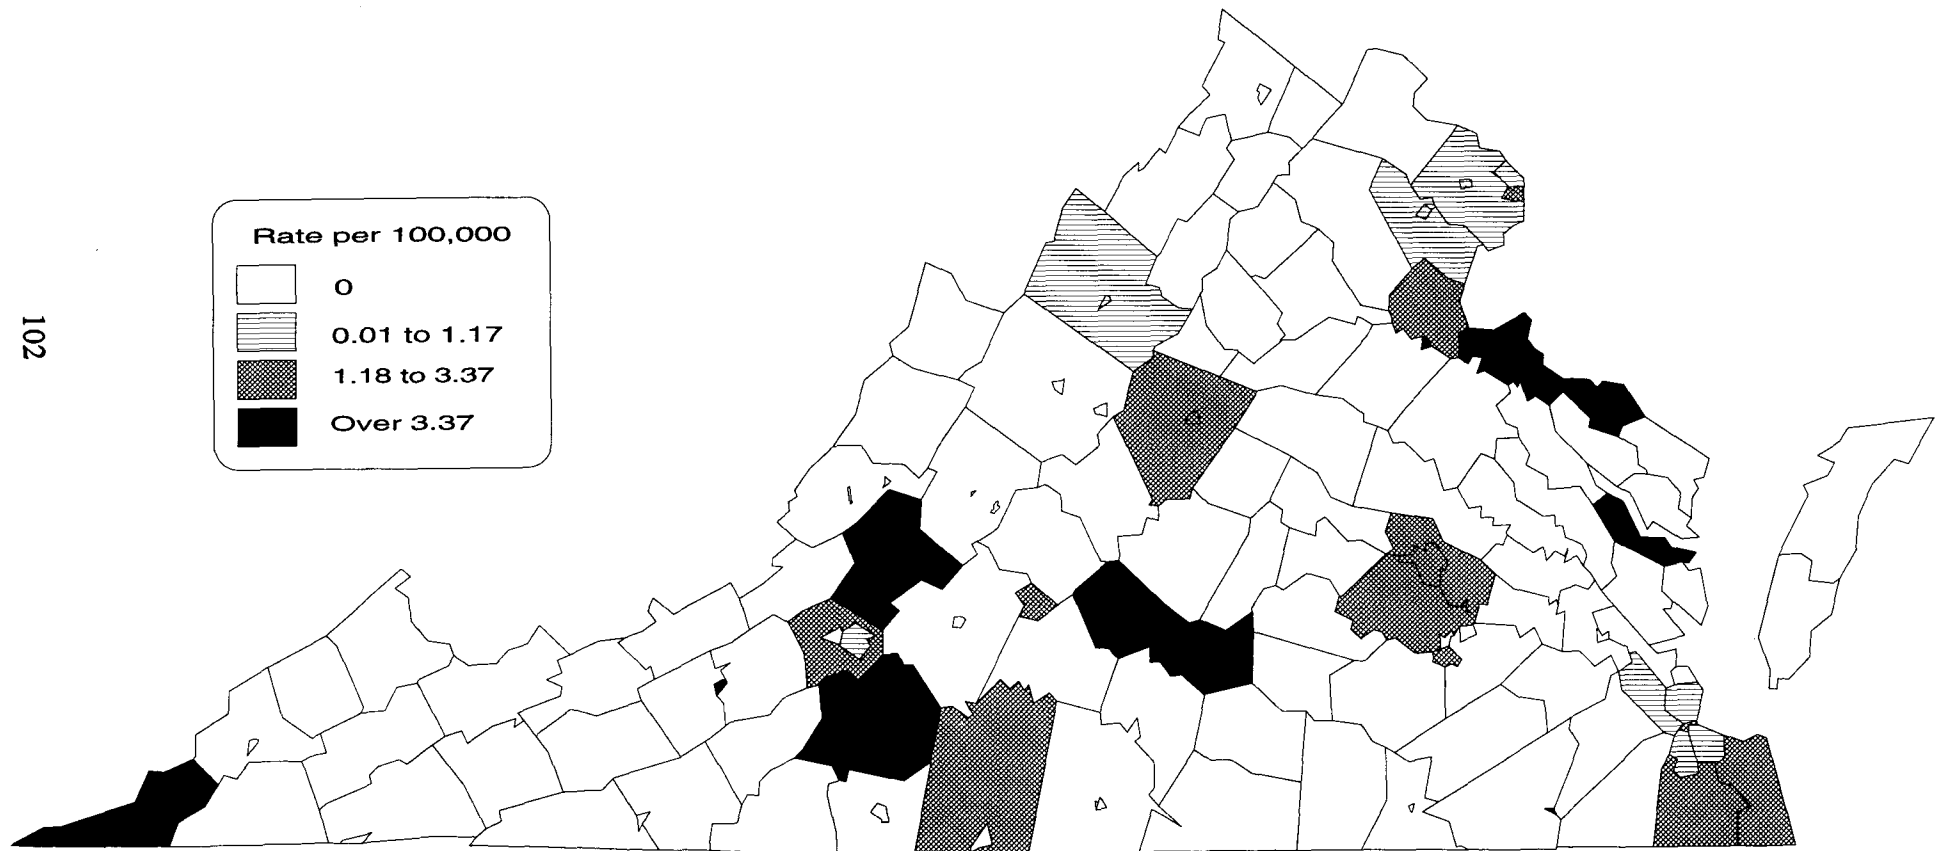 Rate per 100,000
0
0.01 to 1.17
1.18 to 3.37
Over 3.37
102